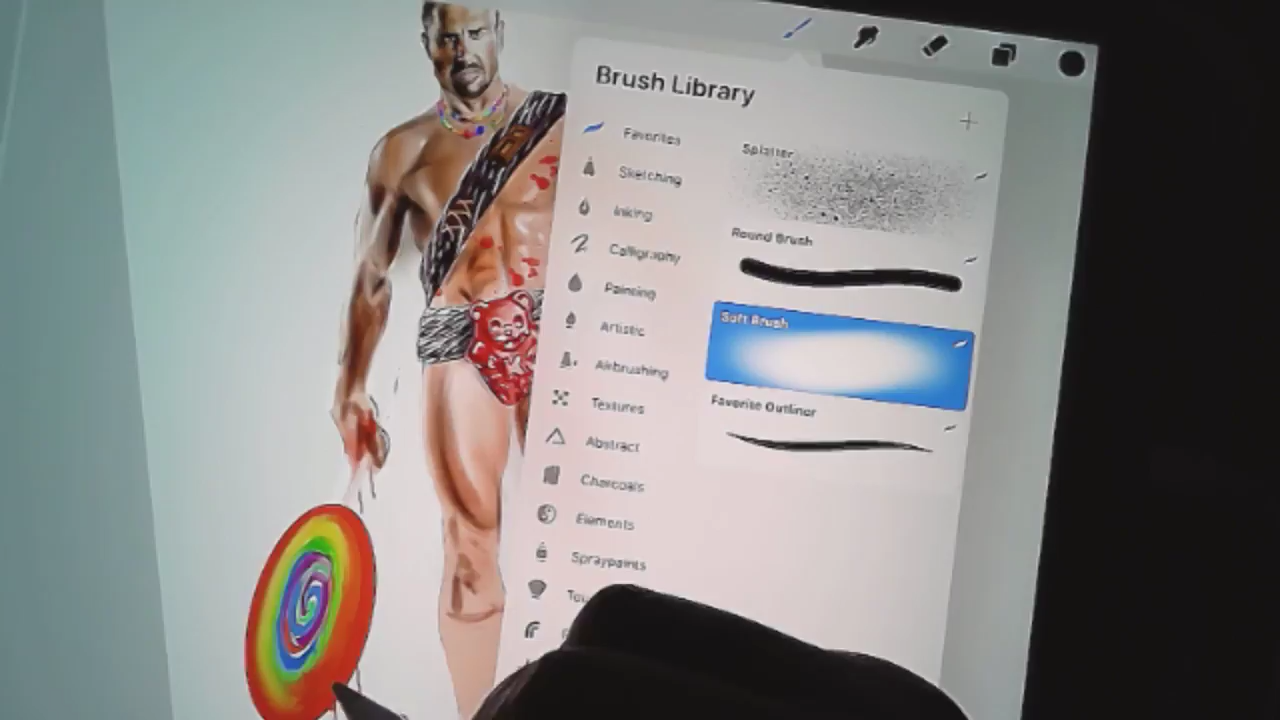 Brush Library
Favorites
Sketching
Inking
Calligraphy
Painting
Artistic
Airbrushing
Textures
Abstract
Charcoals
Elements
Spraypaints
Splatter
Round Brush
Soft Brush
Favorite Outliner